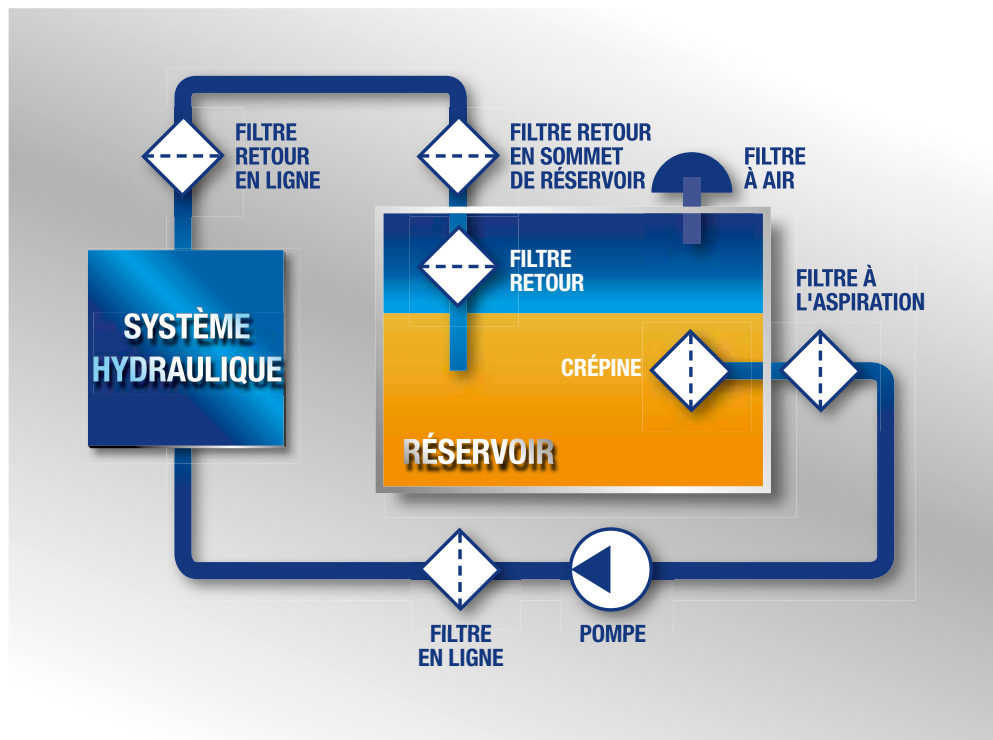 FILTRE
RETOUR
EN LIGNE
FILTRE RETOUR
EN SOMMET
DE RÉSERVOIR
FILTRE
À AIR
FILTRE
RETOUR
FILTRE À
L'ASPIRATION
SYSTÈME
HYDRAULIQUE
CRÉPINE
RÉSERVOIR
FILTRE
EN LIGNE
POMPE